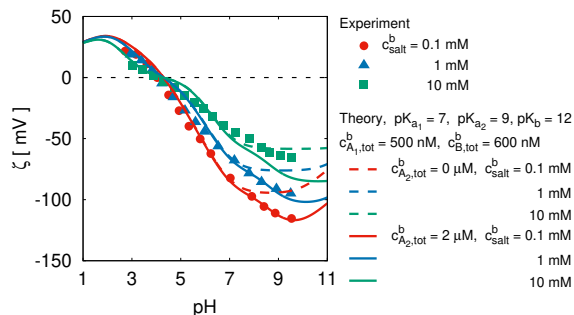 50
0
-50
-100
-150
ζ [ mV ]
1 3 5 7 9 11
pH
Experiment
c^b_salt = 0.1 mM
1 mM
10 mM
Theory, pK_a1 = 7, pK_a2 = 9, pK_b = 12
c^b_A1,tot = 500 nM, c^b_B,tot = 600 nM
c^b_A2,tot = 0 μM, c^b_salt = 0.1 mM
1 mM
10 mM
c^b_A2,tot = 2 μM, c^b_salt = 0.1 mM
1 mM
10 mM